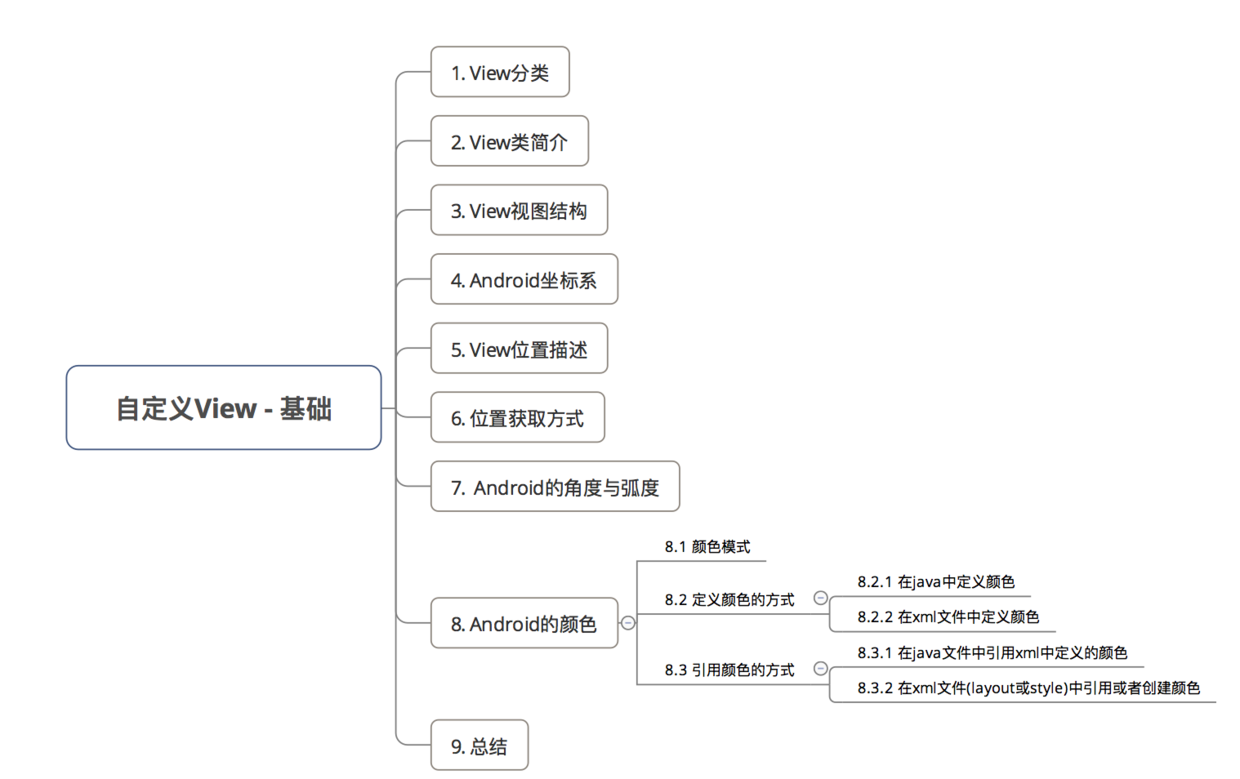 自定义View - 基础
1. View分类
2. View类简介
3. View视图结构
4. Android坐标系
5. View位置描述
6. 位置获取方式
7. Android的角度与弧度
8. Android的颜色
8.1 颜色模式
8.2 定义颜色的方式
8.2.1 在java中定义颜色
8.2.2 在xml文件中定义颜色
8.3 引用颜色的方式
8.3.1 在java文件中引用xml中定义的颜色
8.3.2 在xml文件(layout或style)中引用或者创建颜色
9. 总结